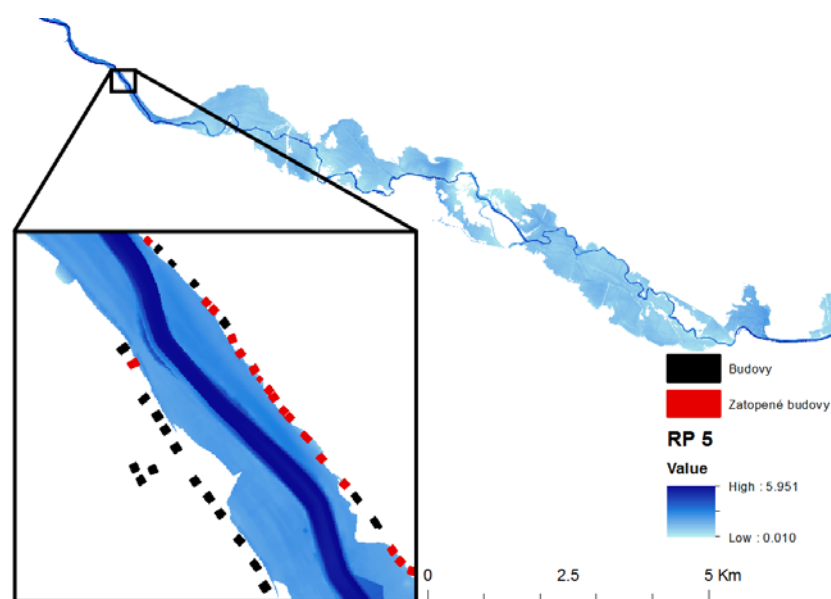 Budovy
Zatopené budovy
RP 5
Value
High : 5.951
Low : 0.010
0 2.5 5 Km